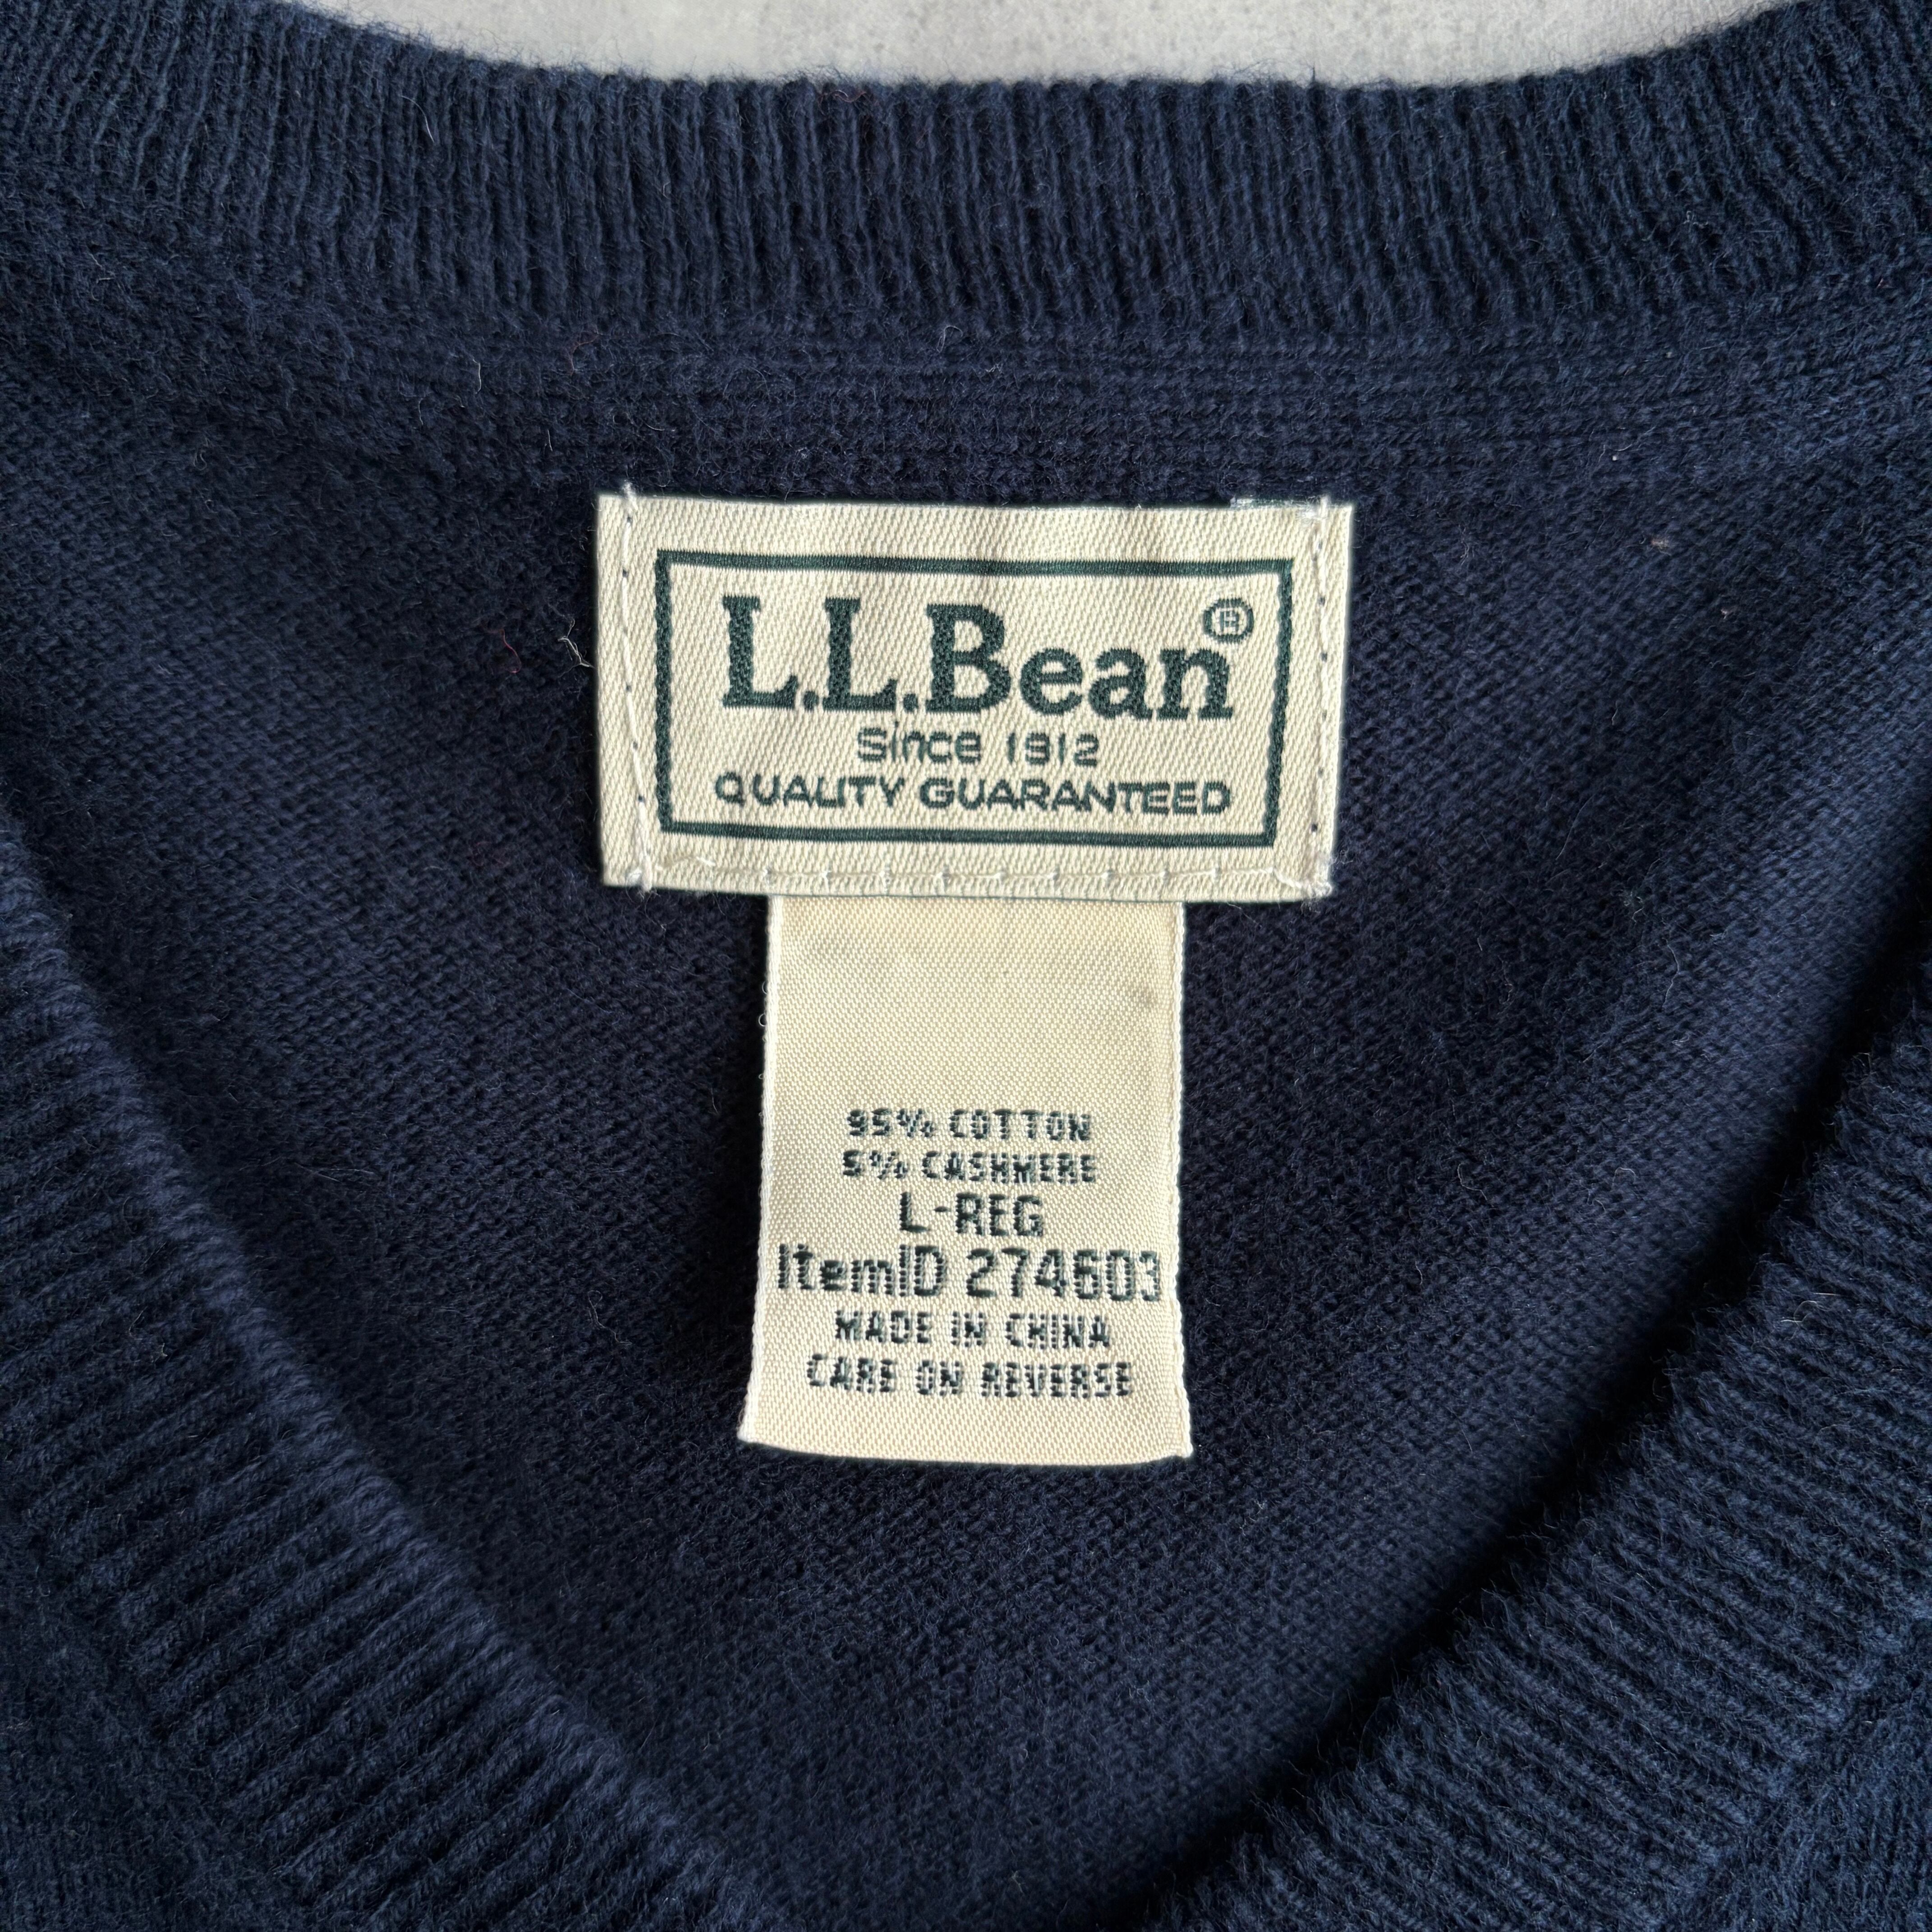 L.L.Bean®
Since 1912
QUALITY GUARANTEED
95% COTTON
5% CASHMERE
L-REG
ItemID 274603
MADE IN CHINA
CARE ON REVERSE